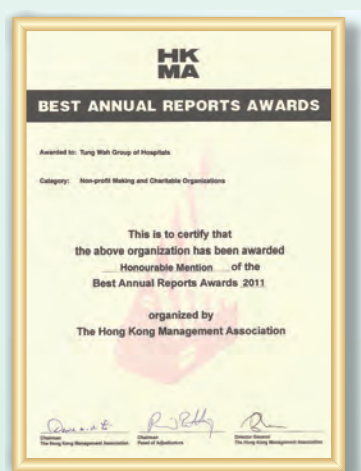 HK
MA
BEST ANNUAL REPORTS AWARDS
Awarded to: Tung Wah Group of Hospitals
Category: Non-profit Making and Charitable Organizations
This is to certify that
the above organization has been awarded
Honourable Mention of the
Best Annual Reports Awards 2011
organized by
The Hong Kong Management Association
Chairman Chairman Director General
The Hong Kong Management Association Panel of Adjudicators The Hong Kong Management Association